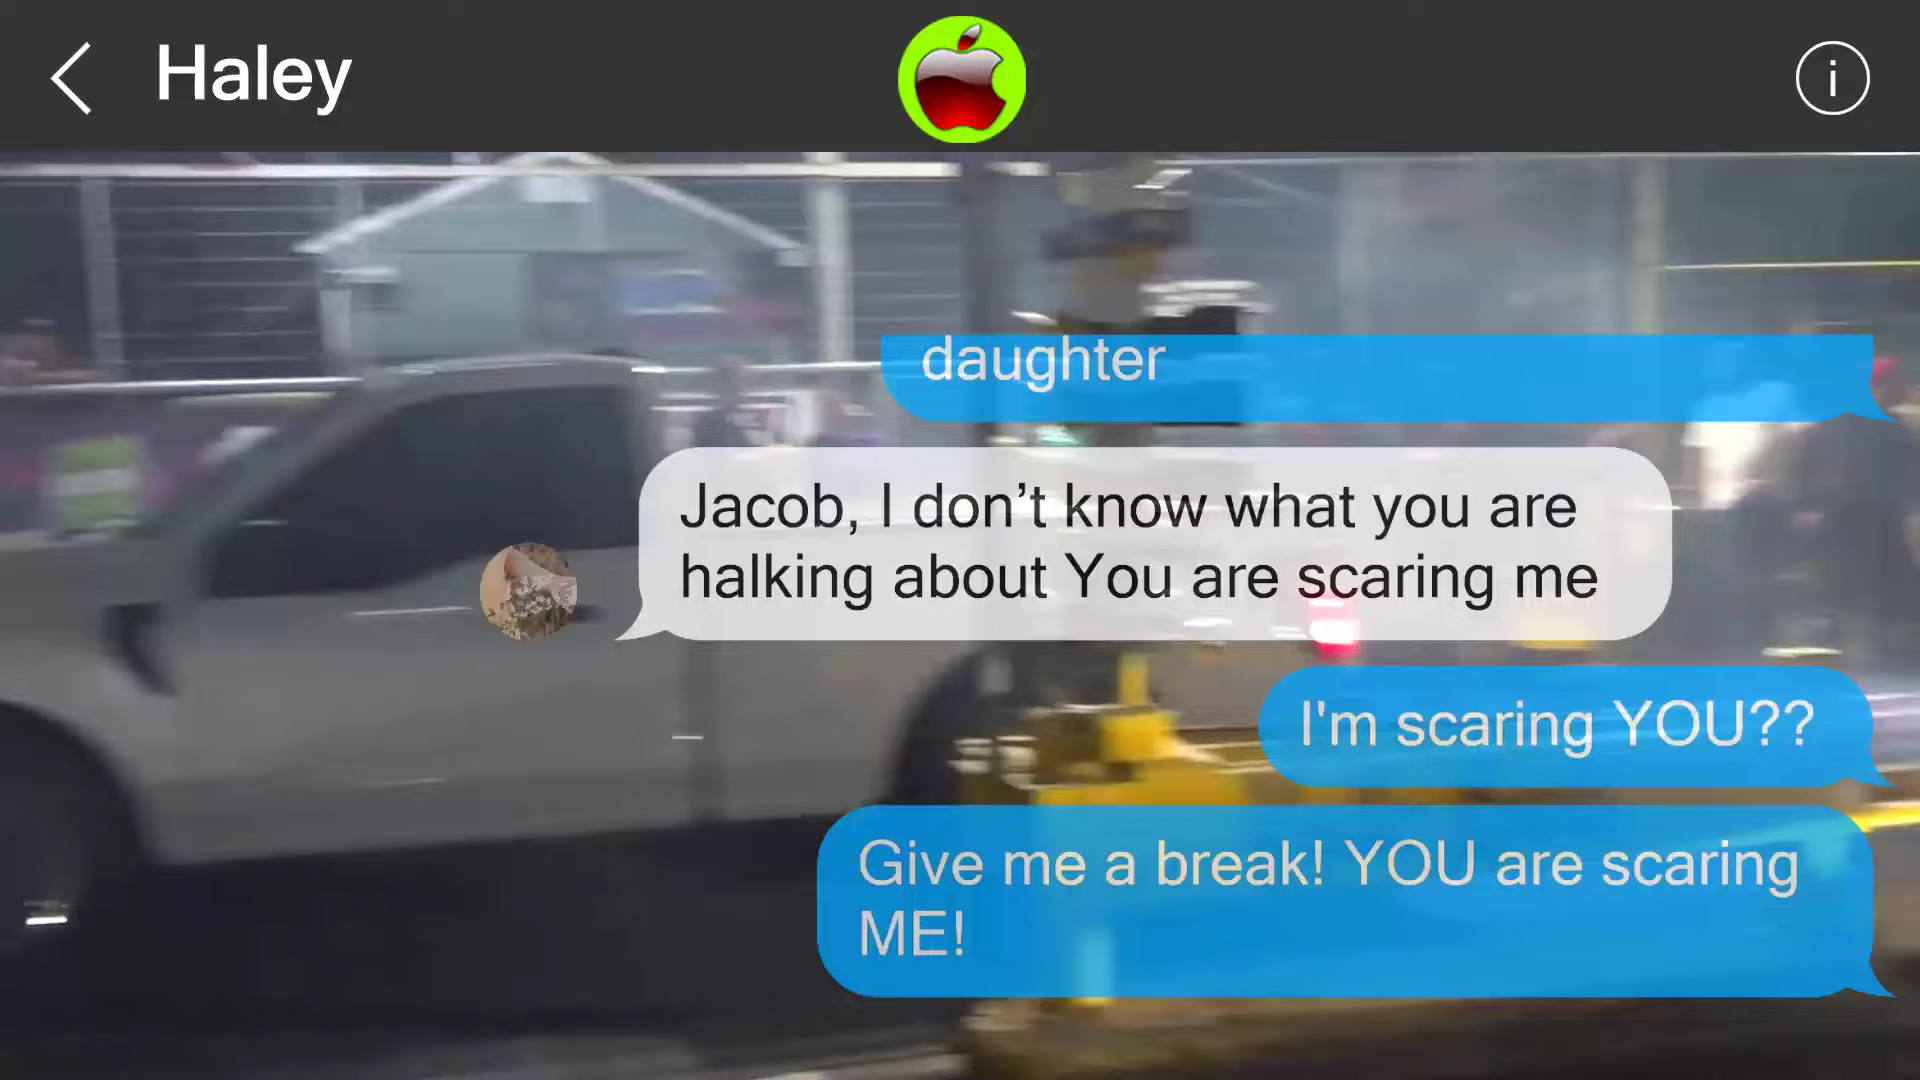 Haley
daughter
Jacob, I don’t know what you are
halking about You are scaring me
I'm scaring YOU??
Give me a break! YOU are scaring
ME!